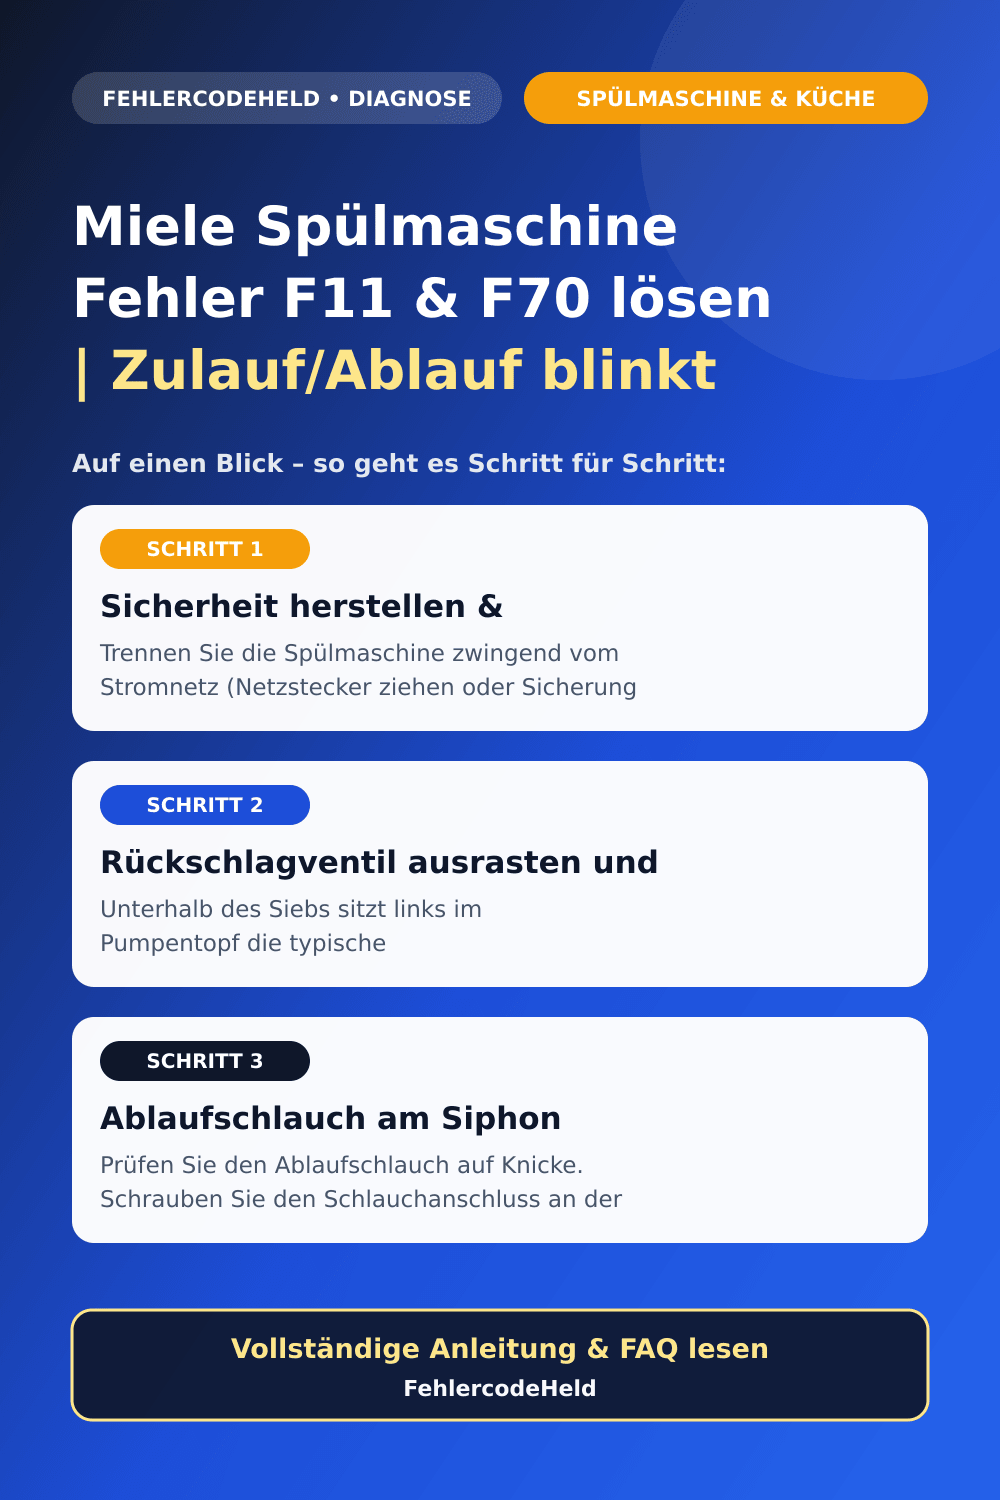 FEHLERCODEHELD • DIAGNOSE
SPÜLMASCHINE & KÜCHE
Miele Spülmaschine
Fehler F11 & F70 lösen
| Zulauf/Ablauf blinkt
Auf einen Blick – so geht es Schritt für Schritt:
SCHRITT 1
Sicherheit herstellen &
Trennen Sie die Spülmaschine zwingend vom
Stromnetz (Netzstecker ziehen oder Sicherung
SCHRITT 2
Rückschlagventil ausrasten und
Unterhalb des Siebs sitzt links im
Pumpentopf die typische
SCHRITT 3
Ablaufschlauch am Siphon
Prüfen Sie den Ablaufschlauch auf Knicke.
Schrauben Sie den Schlauchanschluss an der
Vollständige Anleitung & FAQ lesen
FehlercodeHeld